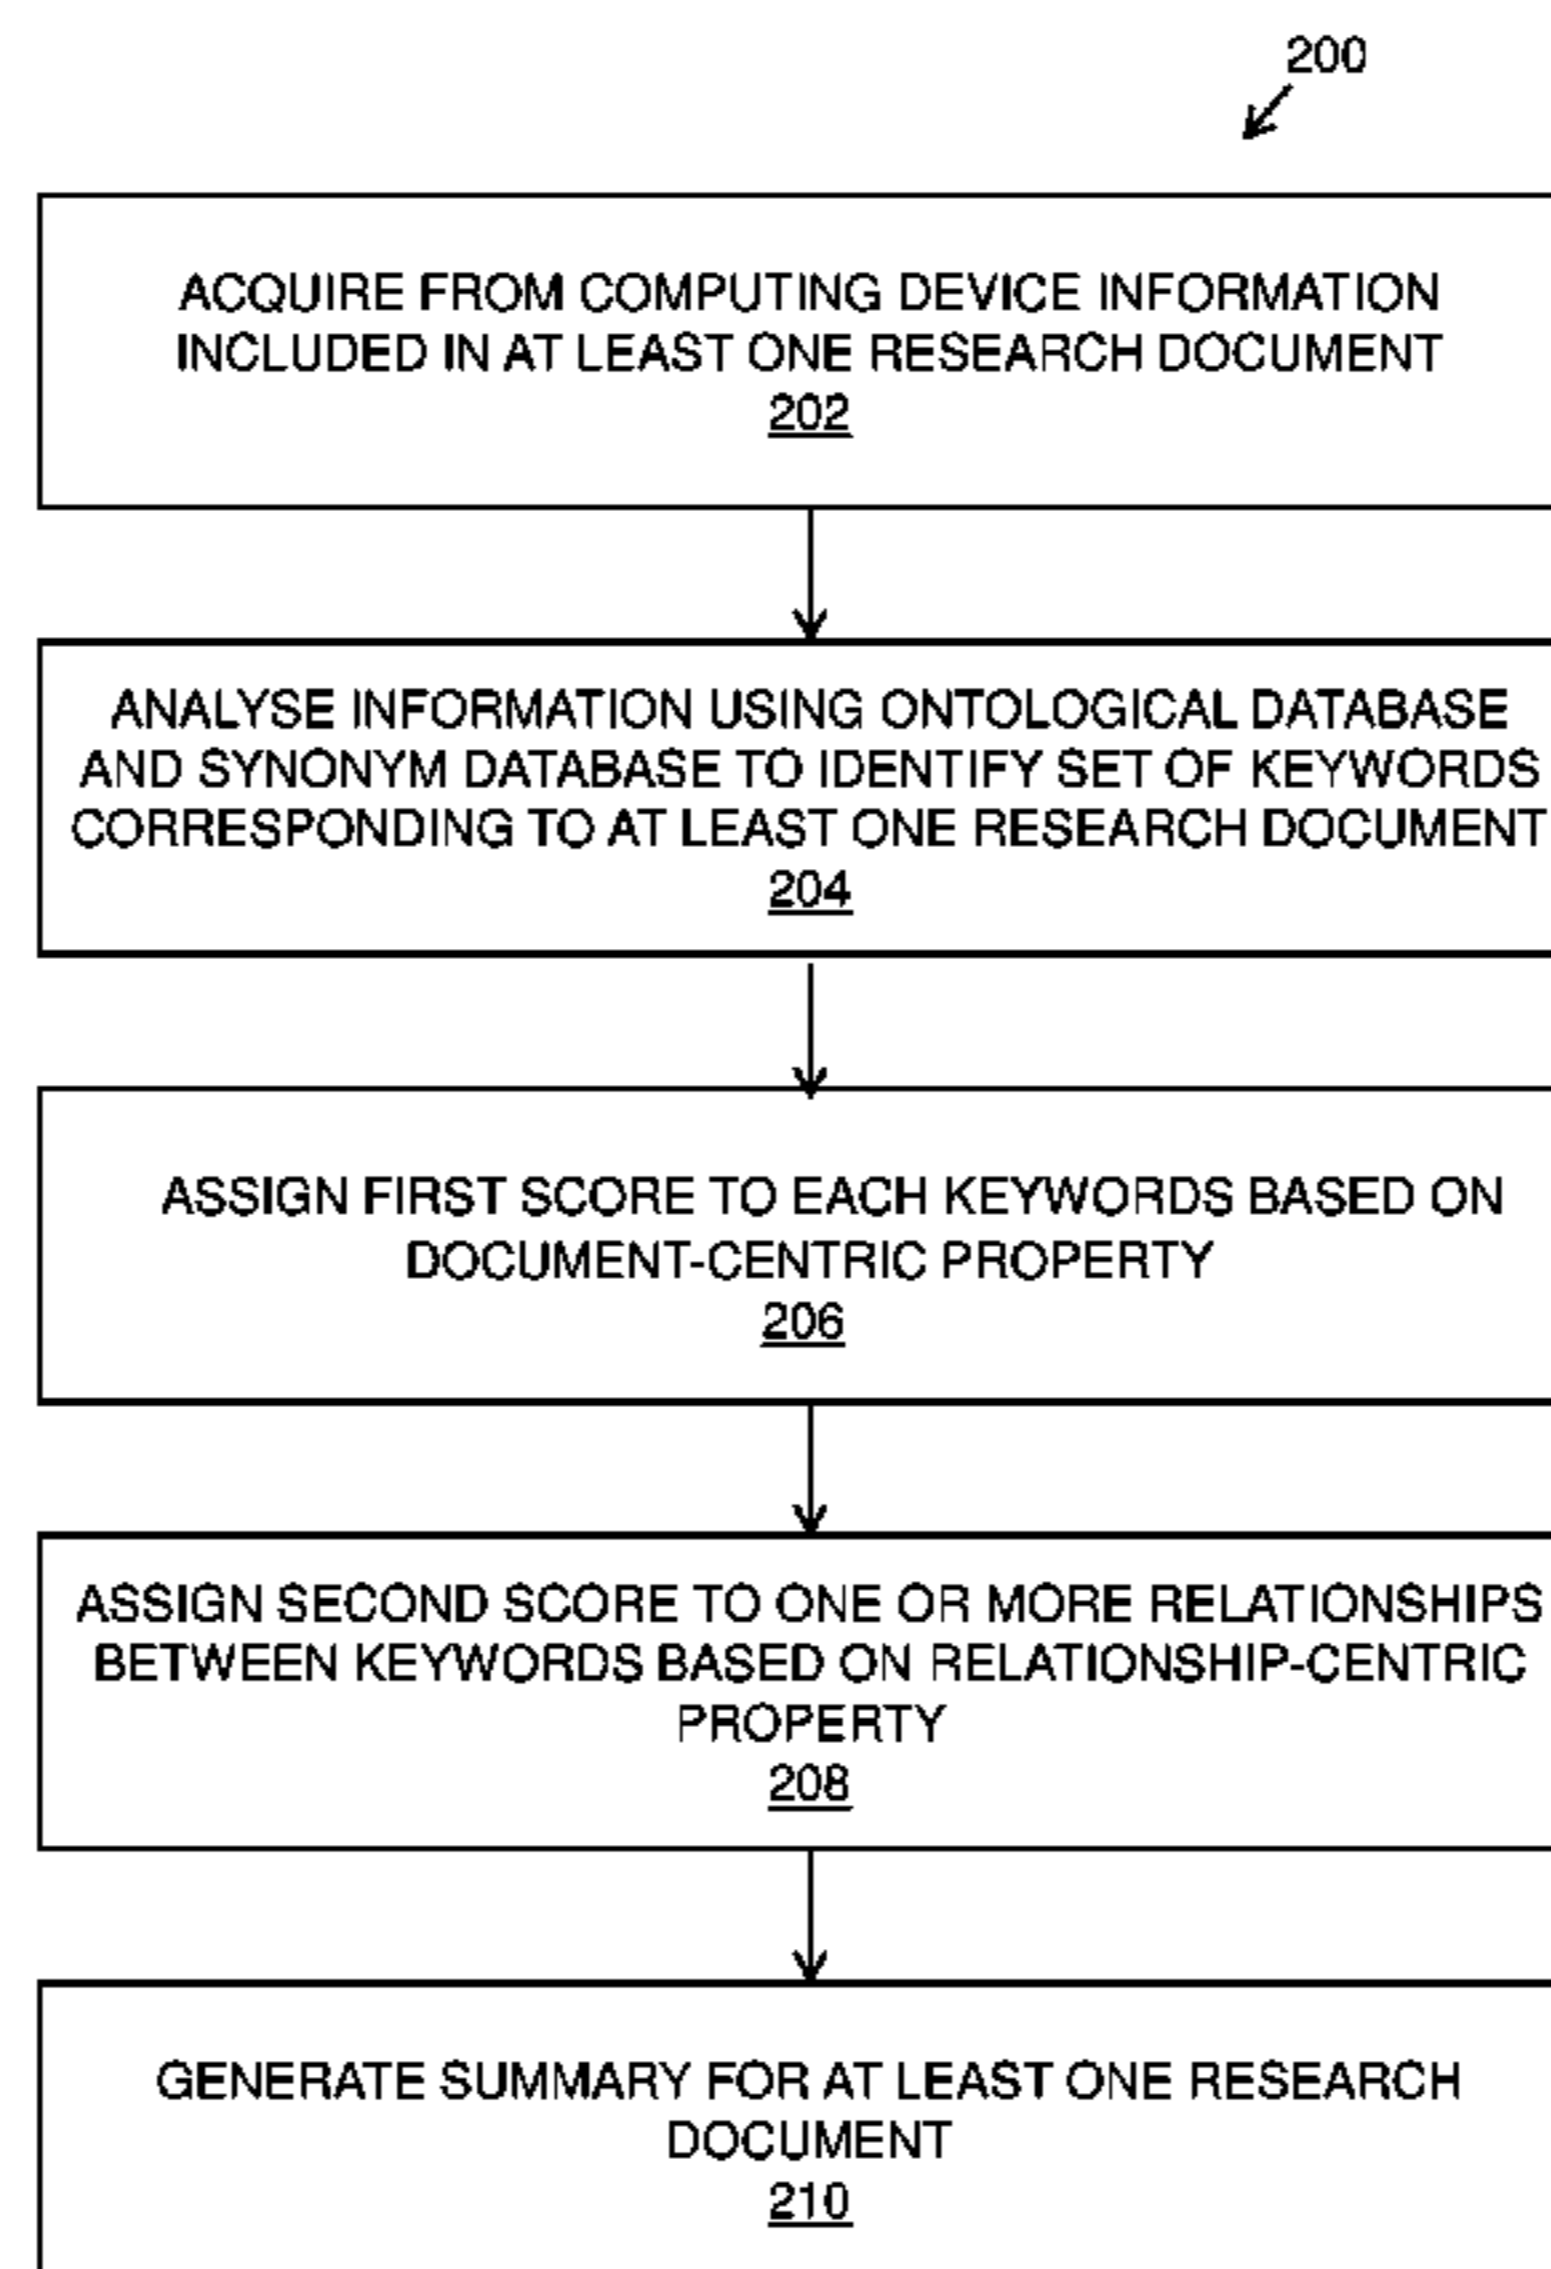 200
ACQUIRE FROM COMPUTING DEVICE INFORMATION
INCLUDED IN AT LEAST ONE RESEARCH DOCUMENT
202
ANALYSE INFORMATION USING ONTOLOGICAL DATABASE
AND SYNONYM DATABASE TO IDENTIFY SET OF KEYWORDS
CORRESPONDING TO AT LEAST ONE RESEARCH DOCUMENT
204
ASSIGN FIRST SCORE TO EACH KEYWORDS BASED ON
DOCUMENT-CENTRIC PROPERTY
206
ASSIGN SECOND SCORE TO ONE OR MORE RELATIONSHIPS
BETWEEN KEYWORDS BASED ON RELATIONSHIP-CENTRIC
PROPERTY
208
GENERATE SUMMARY FOR AT LEAST ONE RESEARCH
DOCUMENT
210